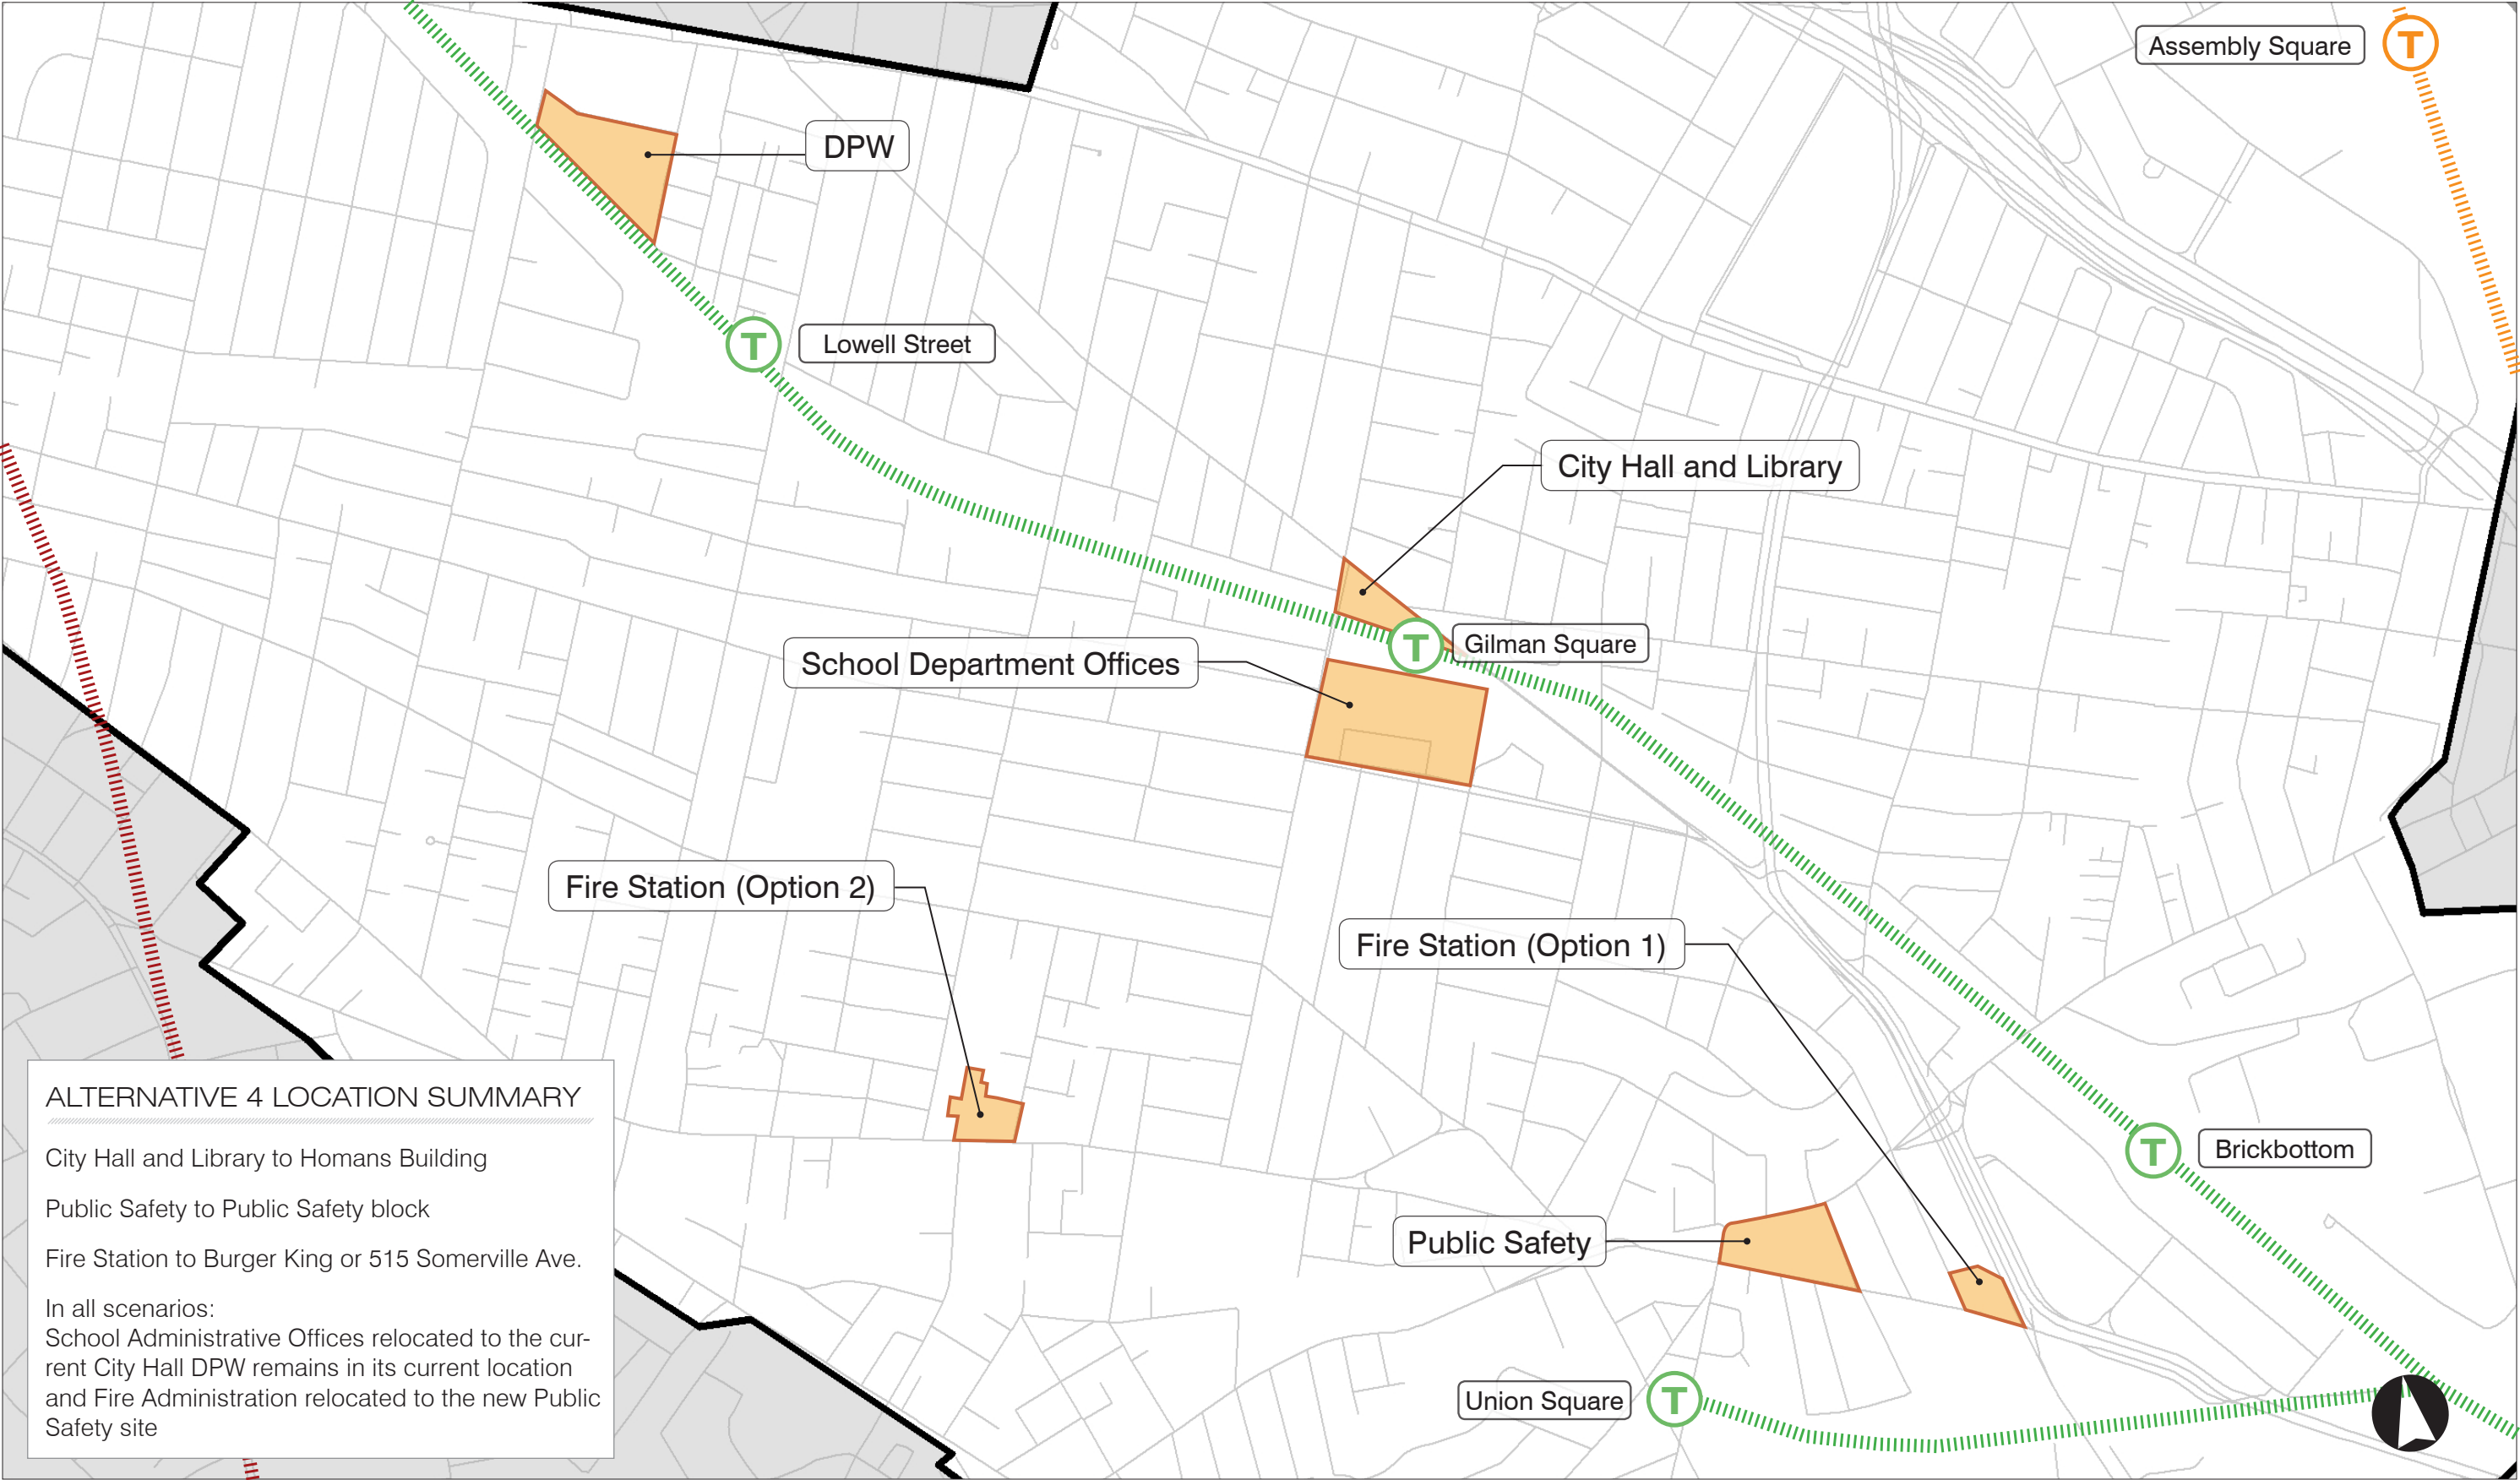 Assembly Square
T
DPW
T
Lowell Street
City Hall and Library
T
Gilman Square
School Department Offices
Fire Station (Option 2)
Fire Station (Option 1)
T
Brickbottom
Public Safety
Union Square
T
ALTERNATIVE 4 LOCATION SUMMARY
City Hall and Library to Homans Building
Public Safety to Public Safety block
Fire Station to Burger King or 515 Somerville Ave.
In all scenarios:
School Administrative Offices relocated to the cur-
rent City Hall DPW remains in its current location
and Fire Administration relocated to the new Public
Safety site